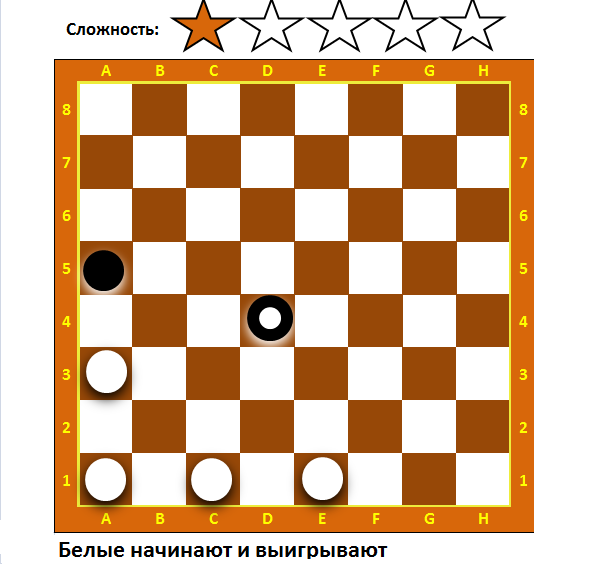 Сложность:
A B C D E F G H
8 8
7 7
6 6
5 5
4 4
3 3
2 2
1 1
A B C D E F G H
Белые начинают и выигрывают